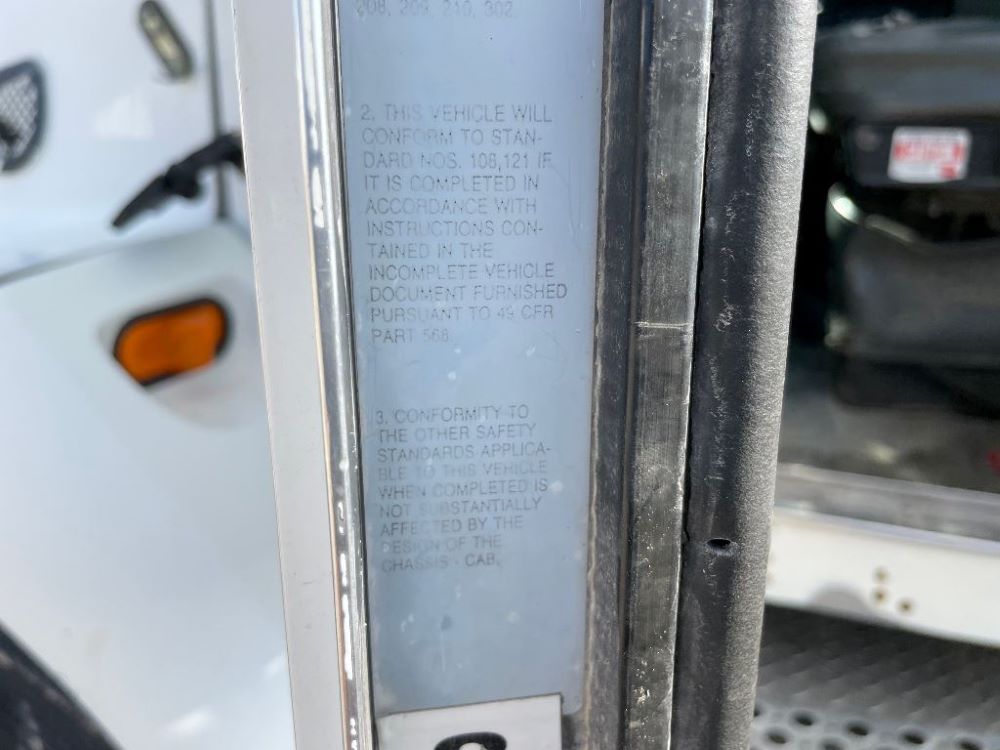 208, 209, 210, 302.
2. THIS VEHICLE WILL
CONFORM TO STAN-
DARD NOS. 108,121 IF
IT IS COMPLETED IN
ACCORDANCE WITH
INSTRUCTIONS CON-
TAINED IN THE
INCOMPLETE VEHICLE
DOCUMENT FURNISHED
PURSUANT TO 49 CFR
PART 568.
3. CONFORMITY TO
THE OTHER SAFETY
STANDARDS APPLICA-
BLE TO THIS VEHICLE
WHEN COMPLETED IS
NOT SUBSTANTIALLY
AFFECTED BY THE
DESIGN OF THE
CHASSIS - CAB.